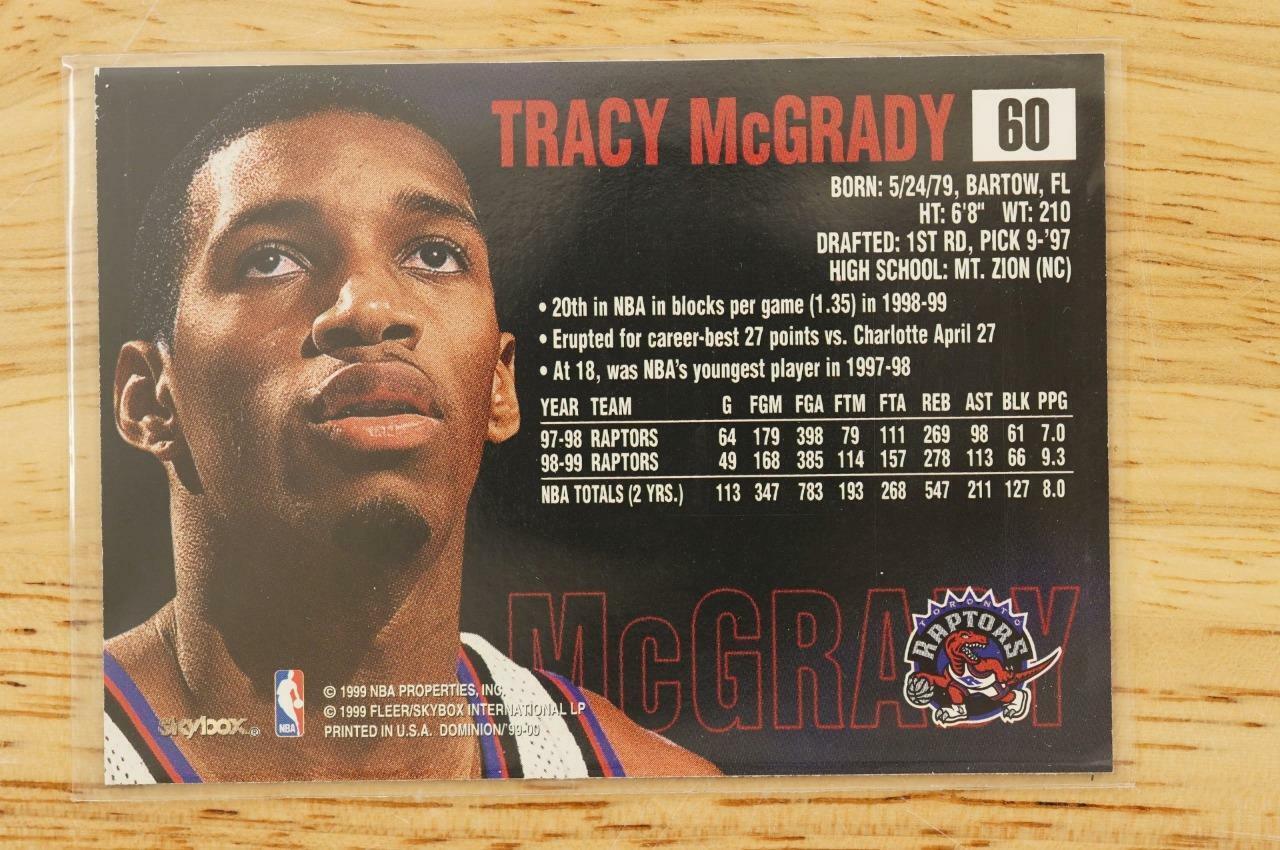 TRACY McGRADY 60
BORN: 5/24/79, BARTOW, FL
HT: 6'8" WT: 210
DRAFTED: 1ST RD, PICK 9-'97
HIGH SCHOOL: MT. ZION (NC)
• 20th in NBA in blocks per game (1.35) in 1998-99
• Erupted for career-best 27 points vs. Charlotte April 27
• At 18, was NBA's youngest player in 1997-98
YEAR TEAM G FGM FGA FTM FTA REB AST BLK PPG
97-98 RAPTORS 64 179 398 79 111 269 98 61 7.0
98-99 RAPTORS 49 168 385 114 157 278 113 66 9.3
NBA TOTALS (2 YRS.) 113 347 783 193 268 547 211 127 8.0
McGRADY
TORONTO
RAPTORS
skybox®
NBA
© 1999 NBA PROPERTIES, INC.
© 1999 FLEER/SKYBOX INTERNATIONAL LP
PRINTED IN U.S.A. DOMINION/'99-00